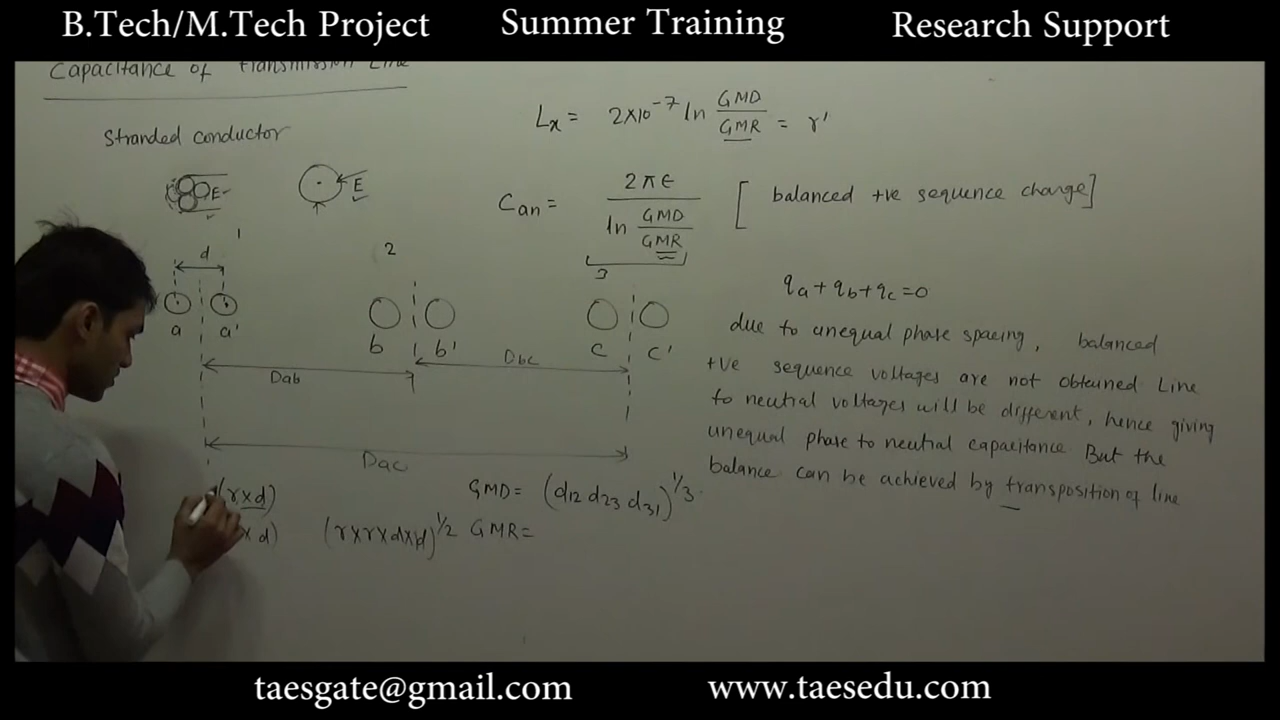 B.Tech/M.Tech Project Summer Training Research Support
Capacitance of transmission Line
Stranded conductor
E
E
Lx = 2×10⁻⁷ ln GMD/GMR = r'
Can = 2πε / ln GMD/GMR [ balanced +ve sequence change]
1
d
2
3
a a' b b' c c'
Dab
Dbc
Dac
qa + qb + qc = 0
due to unequal phase spacing, balanced
+ve sequence voltages are not obtained Line
to neutral voltages will be different, hence giving
unequal phase to neutral capacitance But the
balance can be achieved by transposition of line
(r×d)
× d)
(r×r×d×d)^1/2
GMD = (d12 d23 d31)^1/3
GMR =
taesgate@gmail.com www.taesedu.com